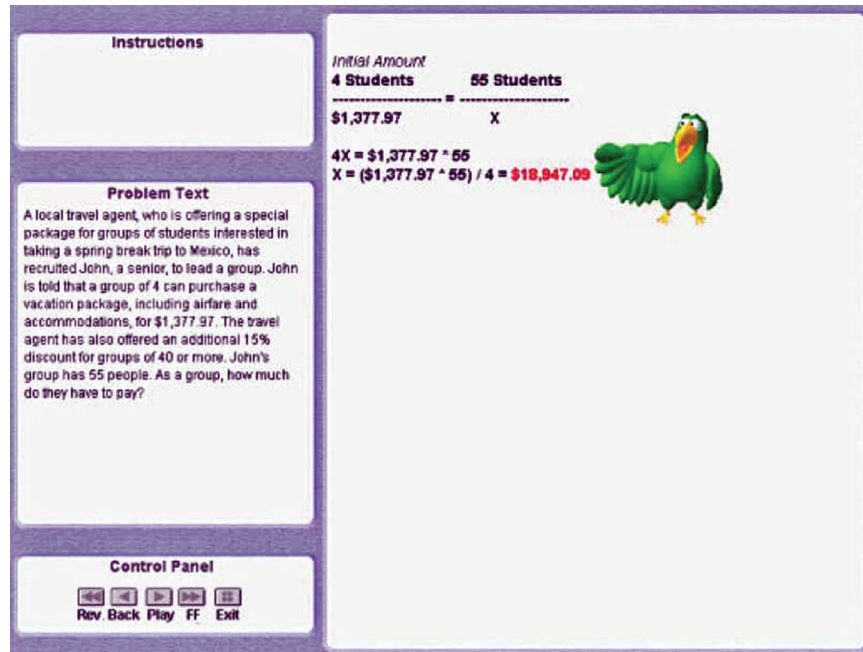 Instructions
Problem Text
A local travel agent, who is offering a special
package for groups of students interested in
taking a spring break trip to Mexico, has
recruited John, a senior, to lead a group. John
is told that a group of 4 can purchase a
vacation package, including airfare and
accommodations, for $1,377.97. The travel
agent has also offered an additional 15%
discount for groups of 40 or more. John's
group has 55 people. As a group, how much
do they have to pay?
Control Panel
Rev. Back Play FF Exit
Initial Amount
4 Students 55 Students
--------------------- = ---------------------
$1,377.97 X
4X = $1,377.97 * 55
X = ($1,377.97 * 55) / 4 = $18,947.09